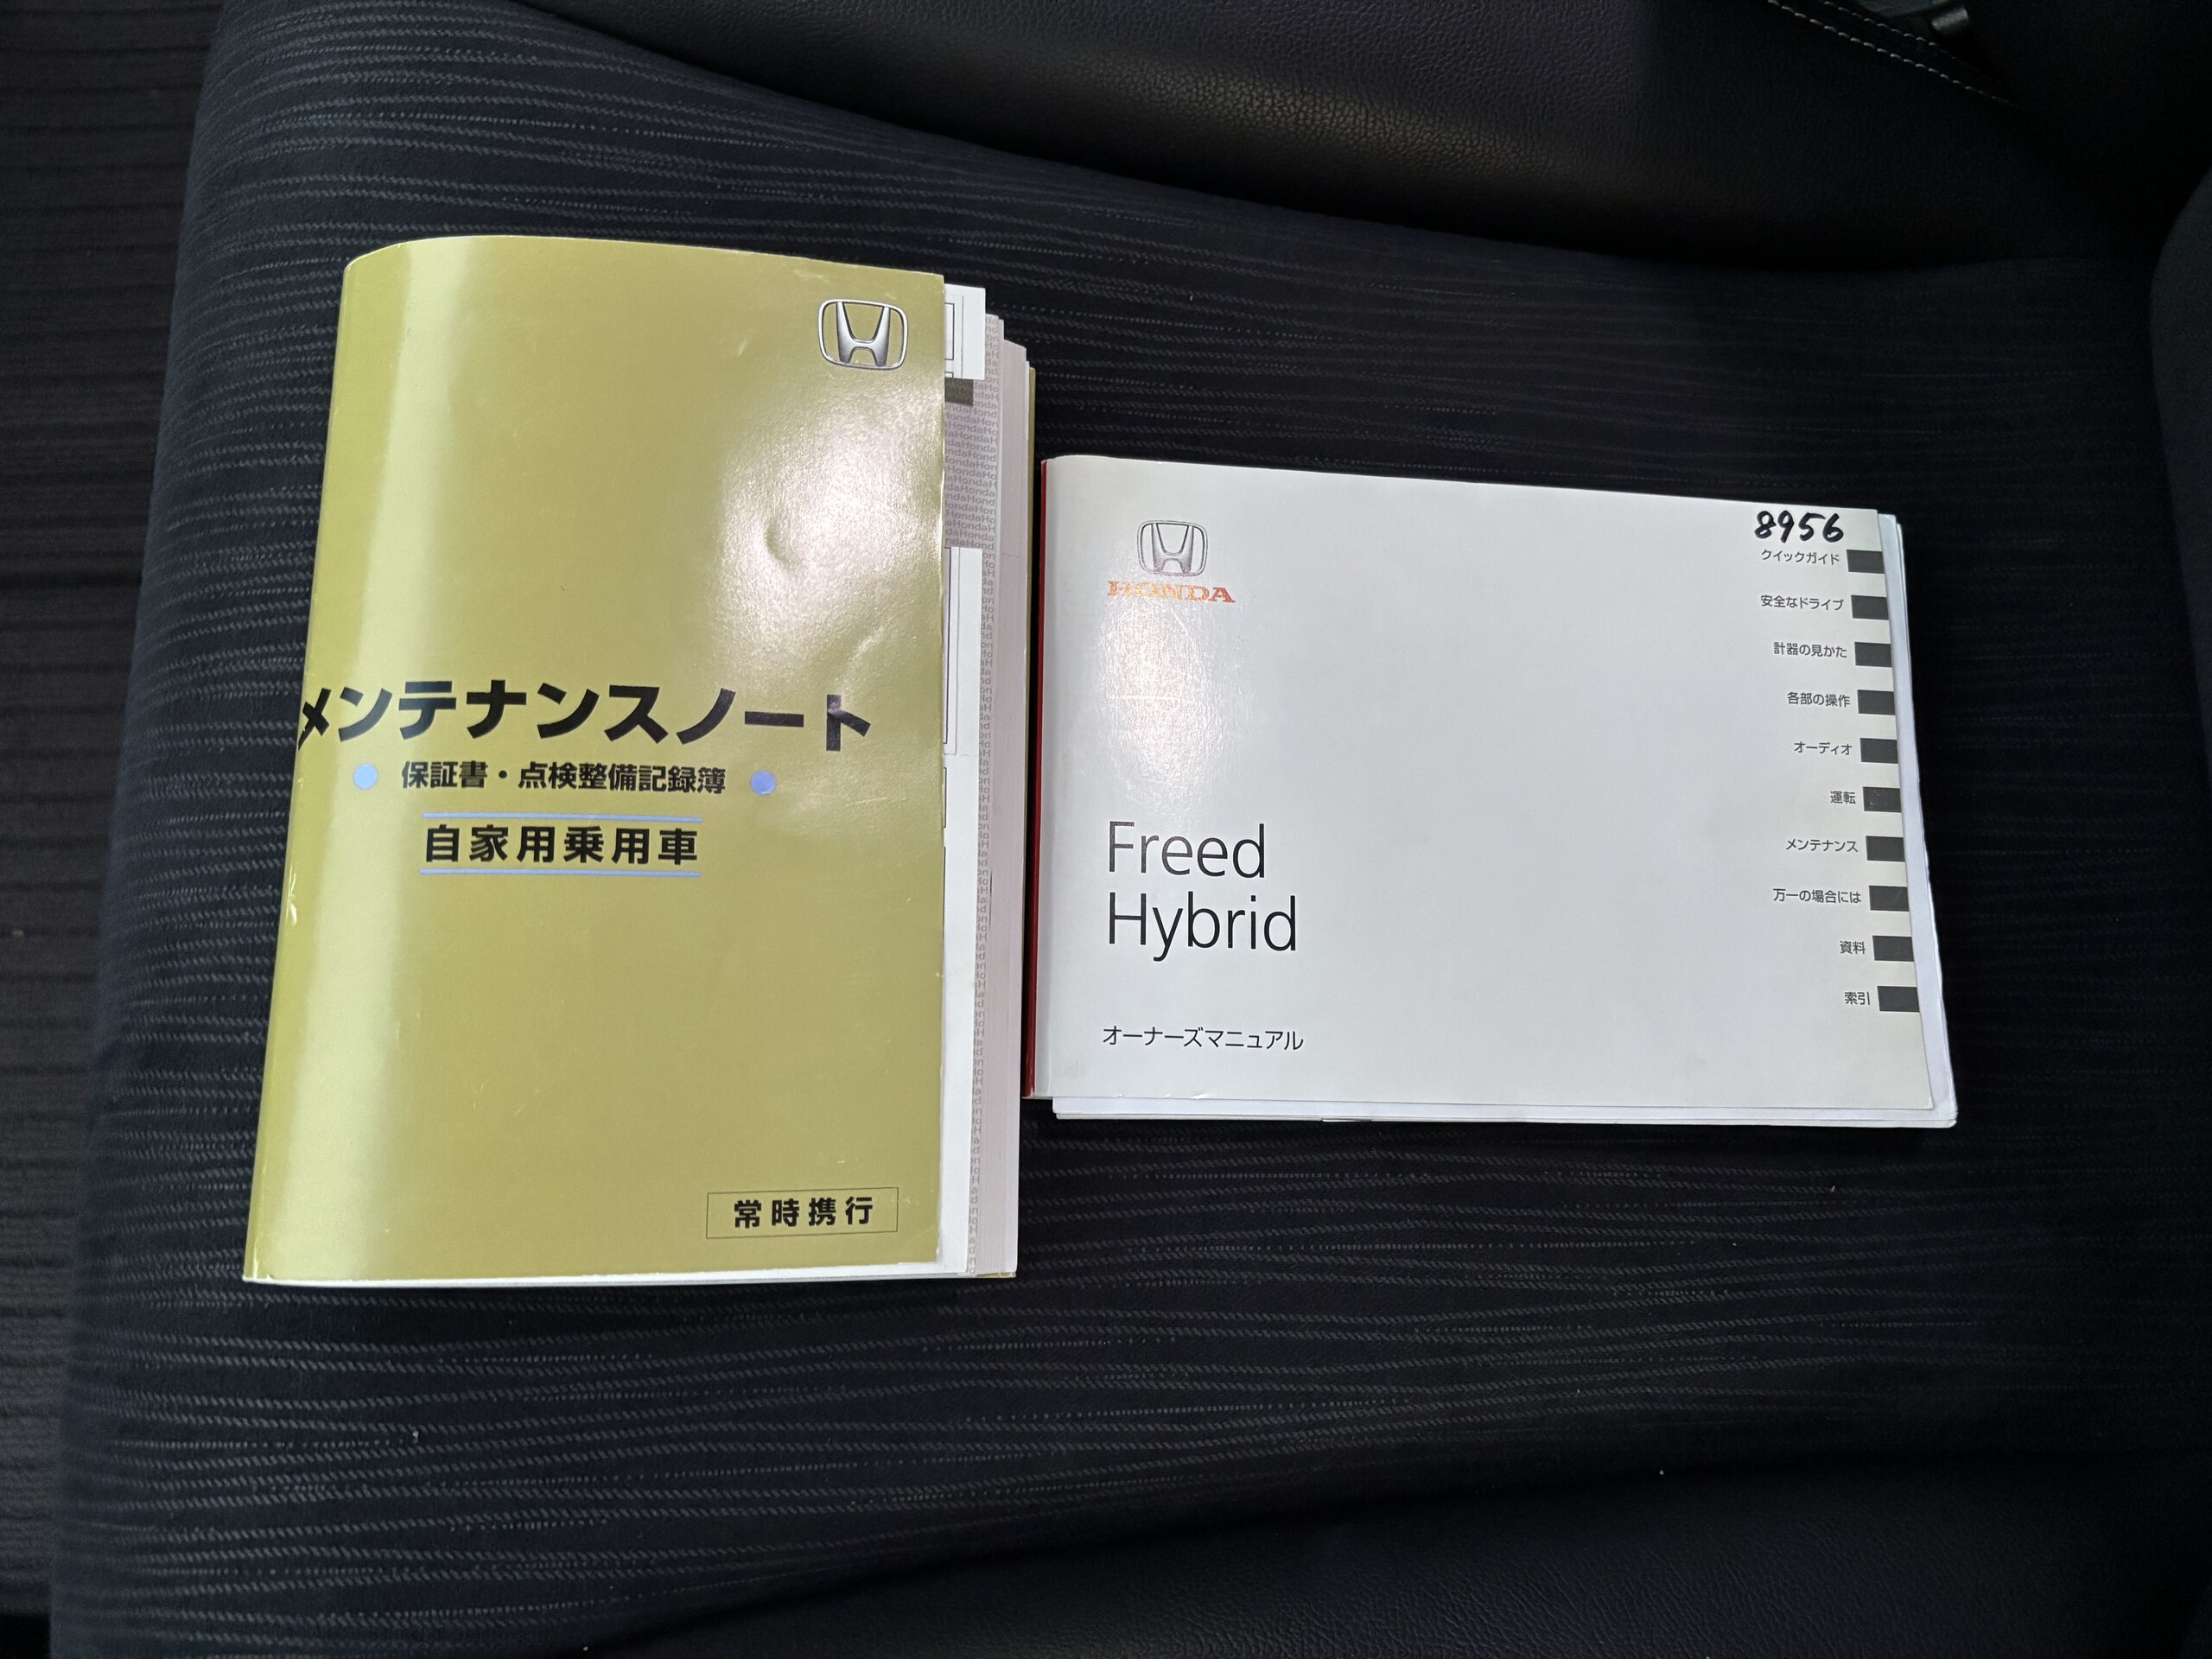 メンテナンスノート
保証書・点検整備記録簿
自家用乗用車
常時携行
HONDA
8956
クイックガイド
安全なドライブ
計器の見かた
各部の操作
オーディオ
運転
メンテナンス
万一の場合には
資料
索引
Freed
Hybrid
オーナーズマニュアル